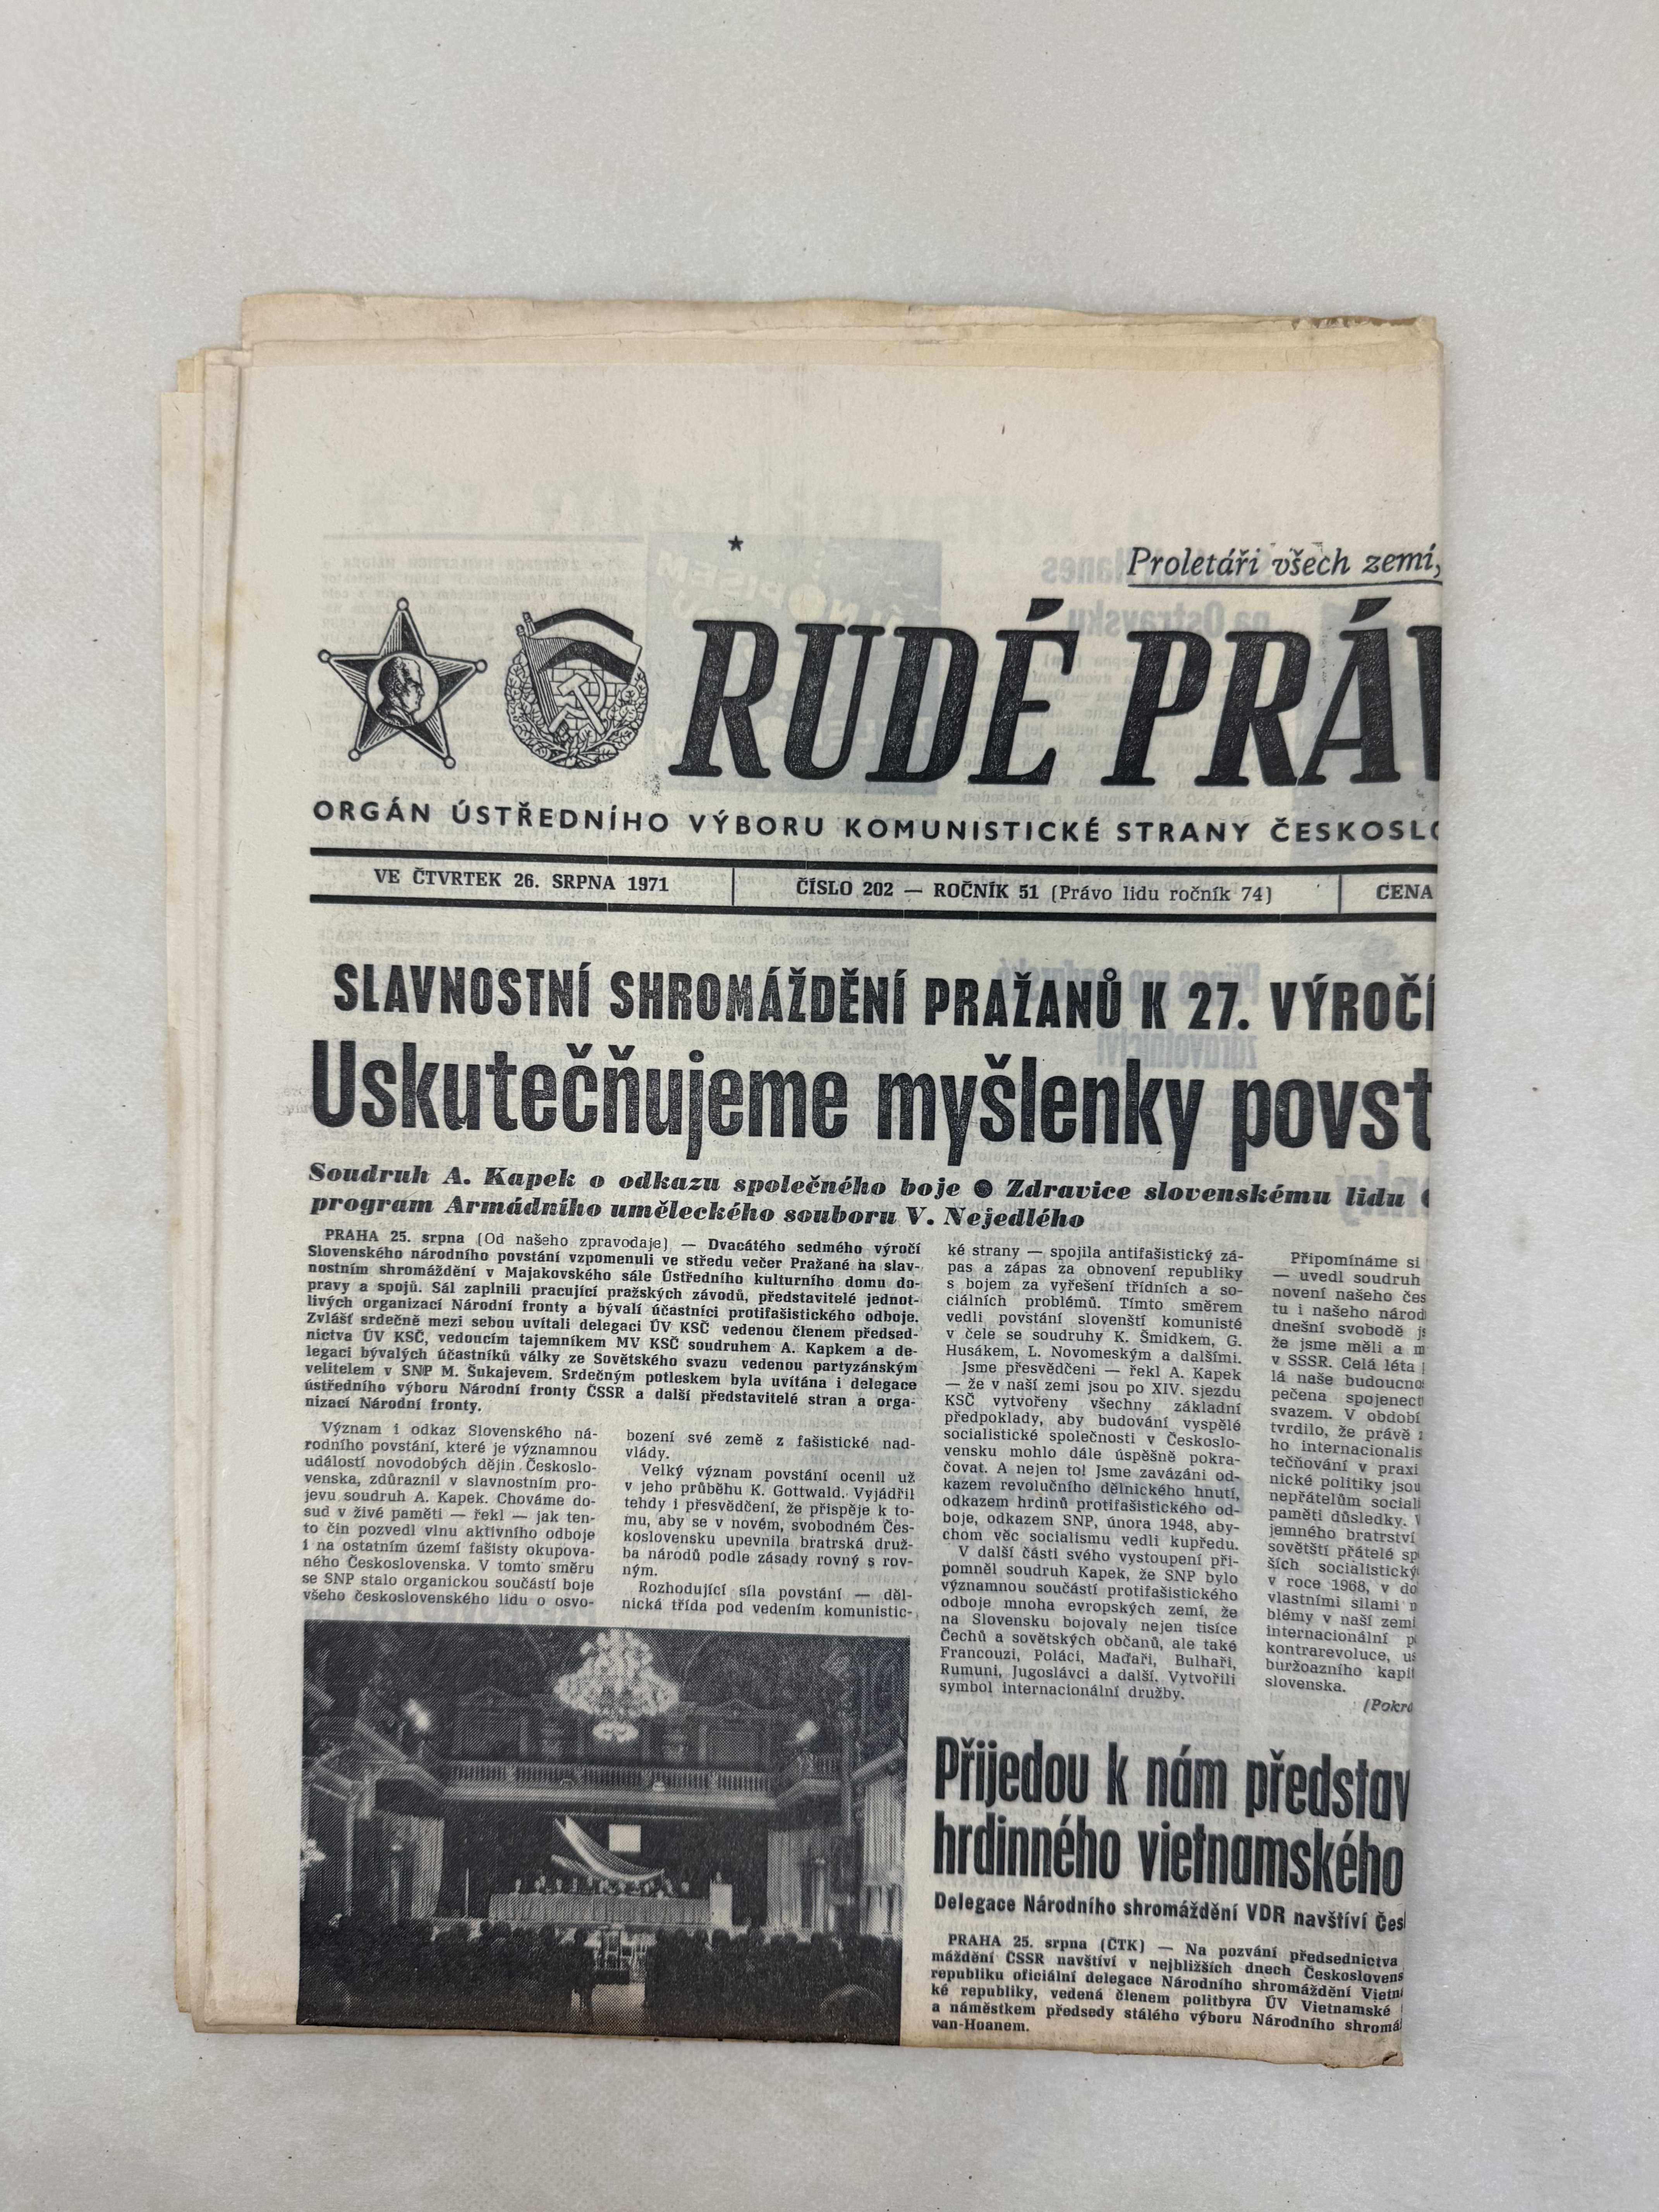 Proletáři všech zemí,
RUDÉ PRÁV
ORGÁN ÚSTŘEDNÍHO VÝBORU KOMUNISTICKÉ STRANY ČESKOSLO
VE ČTVRTEK 26. SRPNA 1971
ČÍSLO 202 — ROČNÍK 51 (Právo lidu ročník 74)
CENA
SLAVNOSTNÍ SHROMÁŽDĚNÍ PRAŽANŮ K 27. VÝROČÍ
Uskutečňujeme myšlenky povst
Soudruh A. Kapek o odkazu společného boje ● Zdravice slovenskému lidu ●
program Armádního uměleckého souboru V. Nejedlého
PRAHA 25. srpna (Od našeho zpravodaje) — Dvacátého sedmého výročí
Slovenského národního povstání vzpomenuli ve středu večer Pražané na slav-
nostním shromáždění v Majakovského sále Ústředního kulturního domu do-
pravy a spojů. Sál zaplnili pracující pražských závodů, představitelé jednot-
livých organizací Národní fronty a bývalí účastníci protifašistického odboje.
Zvlášť srdečně mezi sebou uvítali delegaci ÚV KSČ vedenou členem předsed-
nictva ÚV KSČ, vedoucím tajemníkem MV KSČ soudruhem A. Kapkem a de-
legaci bývalých účastníků války ze Sovětského svazu vedenou partyzánským
velitelem v SNP M. Šukajevem. Srdečným potleskem byla uvítána i delegace
ústředního výboru Národní fronty ČSSR a další představitelé stran a orga-
nizací Národní fronty.
Význam i odkaz Slovenského ná-
rodního povstání, které je významnou
událostí novodobých dějin Českoslo-
venska, zdůraznil v slavnostním pro-
jevu soudruh A. Kapek. Chováme do-
sud v živé paměti — řekl — jak ten-
to čin pozvedl vlnu aktivního odboje
i na ostatním území fašisty okupova-
ného Československa. V tomto směru
se SNP stalo organickou součástí boje
všeho československého lidu o osvo-
bození své země z fašistické nad-
vlády.
Velký význam povstání ocenil už
v jeho průběhu K. Gottwald. Vyjádřil
tehdy i přesvědčení, že přispěje k to-
mu, aby se v novém, svobodném Čes-
koslovensku upevnila bratrská druž-
ba národů podle zásady rovný s rov-
ným.
Rozhodující síla povstání — děl-
nická třída pod vedením komunistic-
ké strany — spojila antifašistický zá-
pas a zápas za obnovení republiky
s bojem za vyřešení třídních a so-
ciálních problémů. Tímto směrem
vedli povstání slovenští komunisté
v čele se soudruhy K. Šmidkem, G.
Husákem, L. Novomeským a dalšími.
Jsme přesvědčeni — řekl A. Kapek
— že v naší zemi jsou po XIV. sjezdu
KSČ vytvořeny všechny základní
předpoklady, aby budování vyspělé
socialistické společnosti v Českoslo-
vensku mohlo dále úspěšně pokra-
čovat. A nejen to! Jsme zavázáni od-
kazem revolučního dělnického hnutí,
odkazem hrdinů protifašistického od-
boje, odkazem SNP, února 1948, aby-
chom věc socialismu vedli kupředu.
V další části svého vystoupení při-
pomněl soudruh Kapek, že SNP bylo
významnou součástí protifašistického
odboje mnoha evropských zemí, že
na Slovensku bojovaly nejen tisíce
Čechů a sovětských občanů, ale také
Francouzi, Poláci, Maďaři, Bulhaři,
Rumuni, Jugoslávci a další. Vytvořili
symbol internacionální družby.
Připomínáme si
— uvedl soudruh
novení našeho čes
tu i našeho národ
dnešní svobodě js
že jsme měli a m
v SSSR. Celá léta
lá naše budoucnos
pečena spojenect
svazem. V období
tvrdilo, že právě
ho internacionalis
tečňování v praxi
nické politiky jsou
nepřátelům sociali
paměti důsledky. V
jemného bratrství
sovětští přátelé sp
ších socialistický
v roce 1968, v do
vlastními silami n
blémy v naší zemi
internacionální p
kontrarevoluce, us
buržoazního kapit
slovenska.
(Pokra
Přijedou k nám představ
hrdinného vietnamského
Delegace Národního shromáždění VDR navštíví Čes
PRAHA 25. srpna (ČTK) — Na pozvání předsednictva
máždění ČSSR navštíví v nejbližších dnech Českoslovens
republiku oficiální delegace Národního shromáždění Vietn
ké republiky, vedená členem politbyra ÚV Vietnamské
a náměstkem předsedy stálého výboru Národního shromá
van-Hoanem.